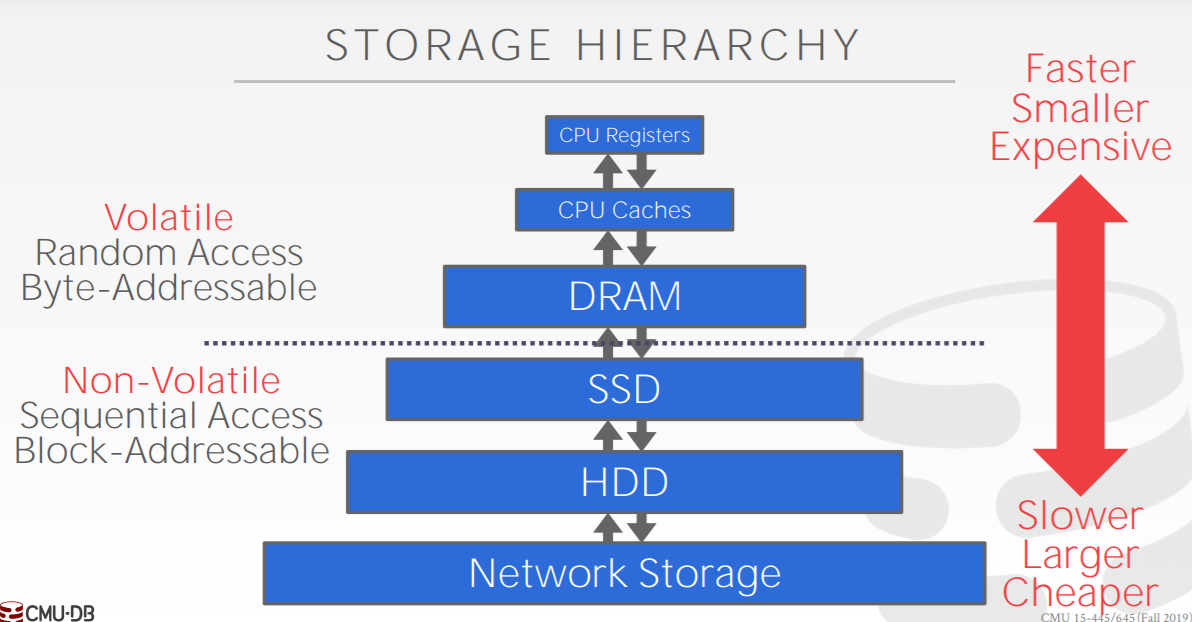 STORAGE HIERARCHY
Faster
Smaller
Expensive
CPU Registers
CPU Caches
Volatile
Random Access
Byte-Addressable
DRAM
Non-Volatile
Sequential Access
Block-Addressable
SSD
HDD
Network Storage
Slower
Larger
Cheaper
CMU·DB
CMU 15-445/645 (Fall 2019)